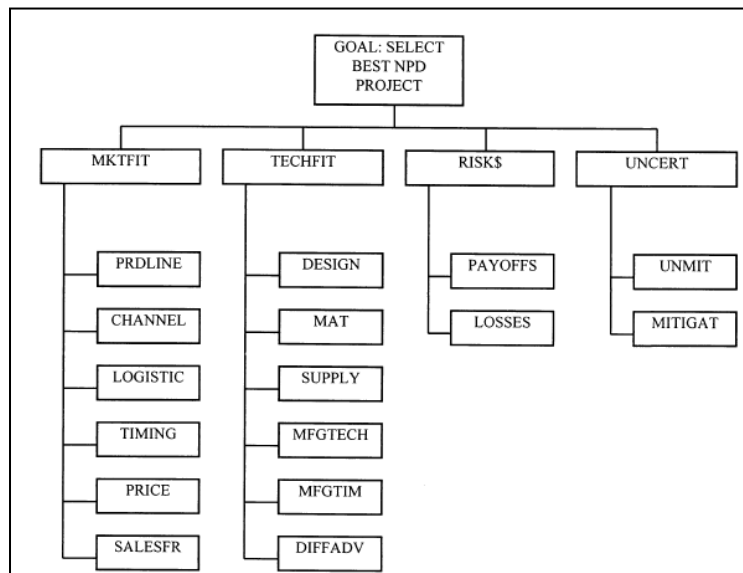 GOAL: SELECT
BEST NPD
PROJECT
MKTFIT
TECHFIT
RISK$
UNCERT
PRDLINE
DESIGN
PAYOFFS
UNMIT
CHANNEL
MAT
LOSSES
MITIGAT
LOGISTIC
SUPPLY
TIMING
MFGTECH
PRICE
MFGTIM
SALESFR
DIFFADV